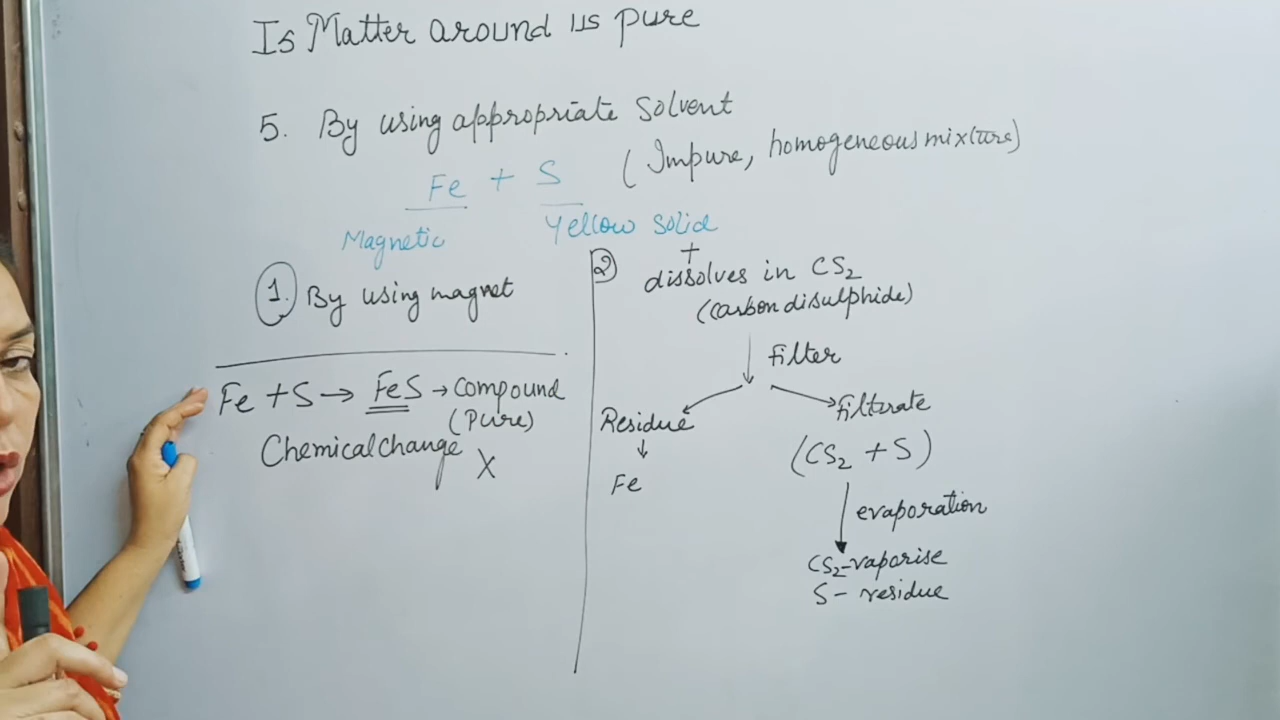 Is Matter around us pure
5. By using appropriate Solvent
Fe + S (Impure, homogeneous mixture)
Magnetic Yellow Solid
1. By using magnet
Fe + S → FeS → compound
(Pure)
Chemical change X
2 +
dissolves in CS₂
(Carbon disulphide)
filter
Residue filterate
Fe (CS₂ + S)
evaporation
CS₂-vaporise
S- residue